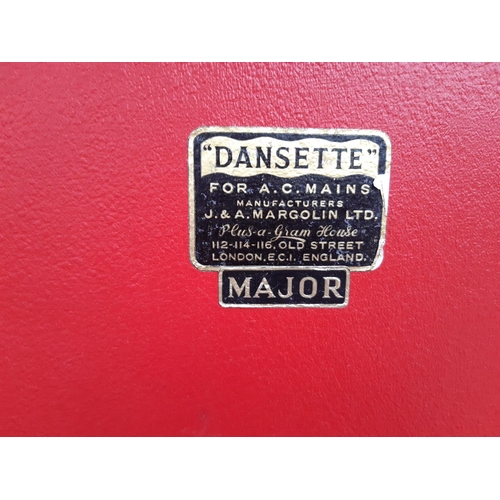 "DANSETTE"
FOR A.C. MAINS
MANUFACTURERS
J. & A. MARGOLIN LTD.
Plus-a-Gram House
112-114-116, OLD STREET
LONDON, E.C.1. ENGLAND.
MAJOR